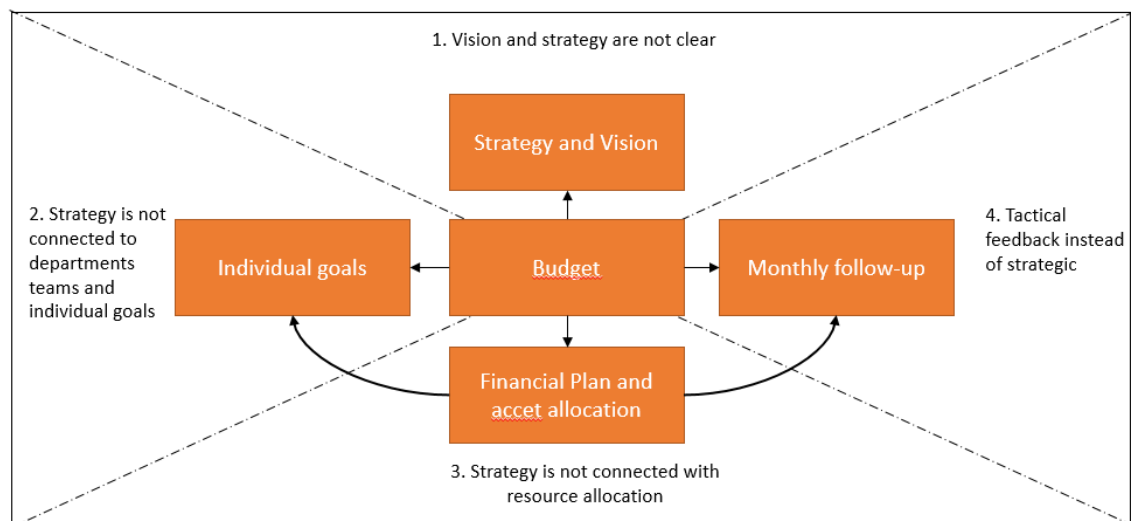 1. Vision and strategy are not clear
Strategy and Vision
2. Strategy is not
connected to
departments
teams and
individual goals
Individual goals
Budget
Monthly follow-up
4. Tactical
feedback instead
of strategic
Financial Plan and
accet allocation
3. Strategy is not connected with
resource allocation